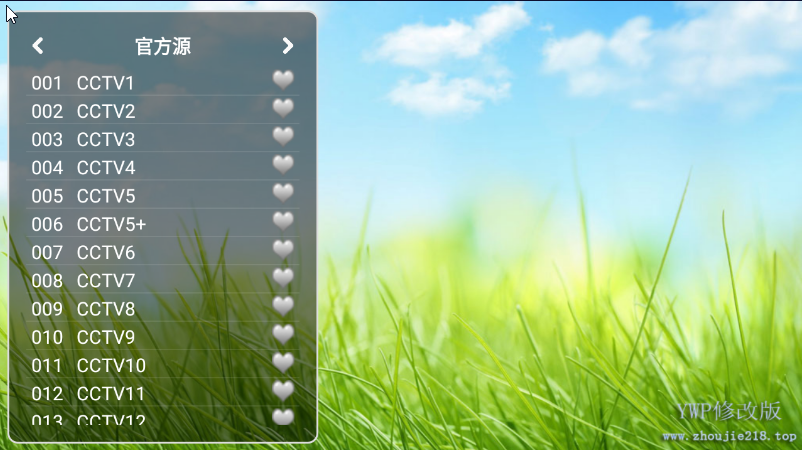 官方源
001 CCTV1
002 CCTV2
003 CCTV3
004 CCTV4
005 CCTV5
006 CCTV5+
007 CCTV6
008 CCTV7
009 CCTV8
010 CCTV9
011 CCTV10
012 CCTV11
013 CCTV12
YWP修改版
www.zhoujie218.top